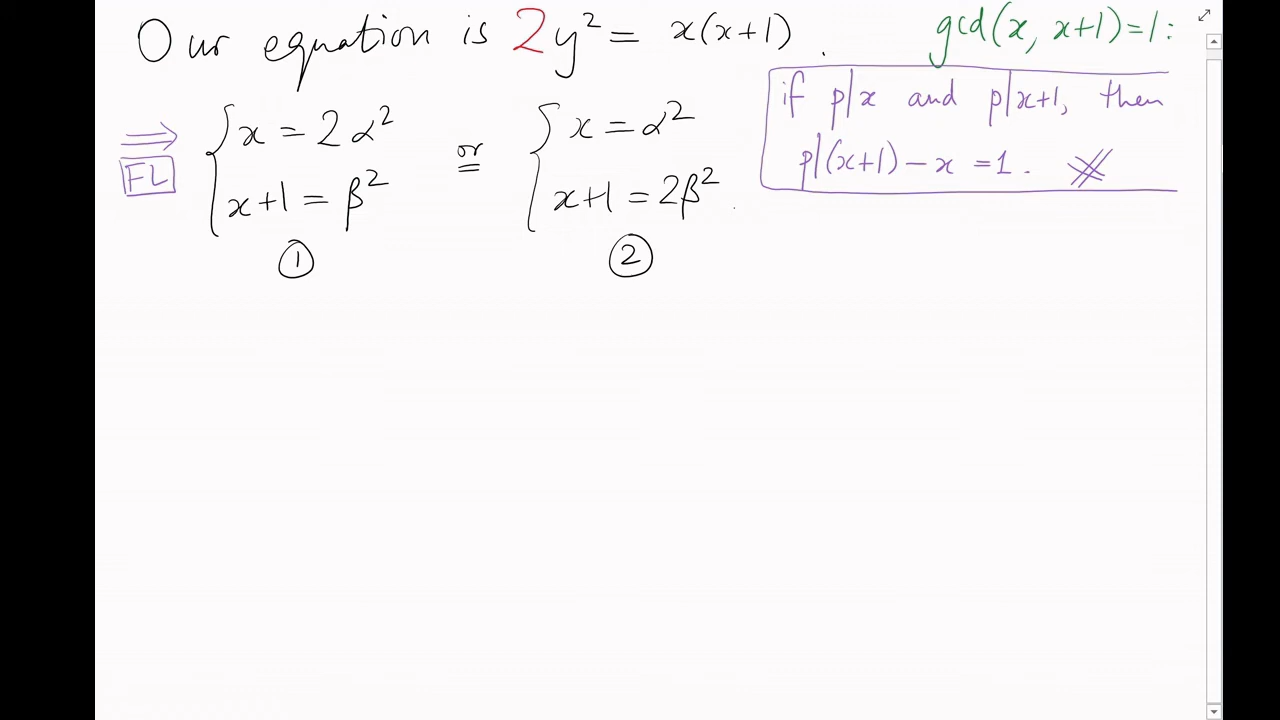 Our equation is 2y² = x(x+1).
gcd(x, x+1)=1:
if p|x and p|x+1, then
p|(x+1)-x =1.
⟹
FL
{ x = 2α²
x+1 = β²
①
or
{ x = α²
x+1 = 2β²
②